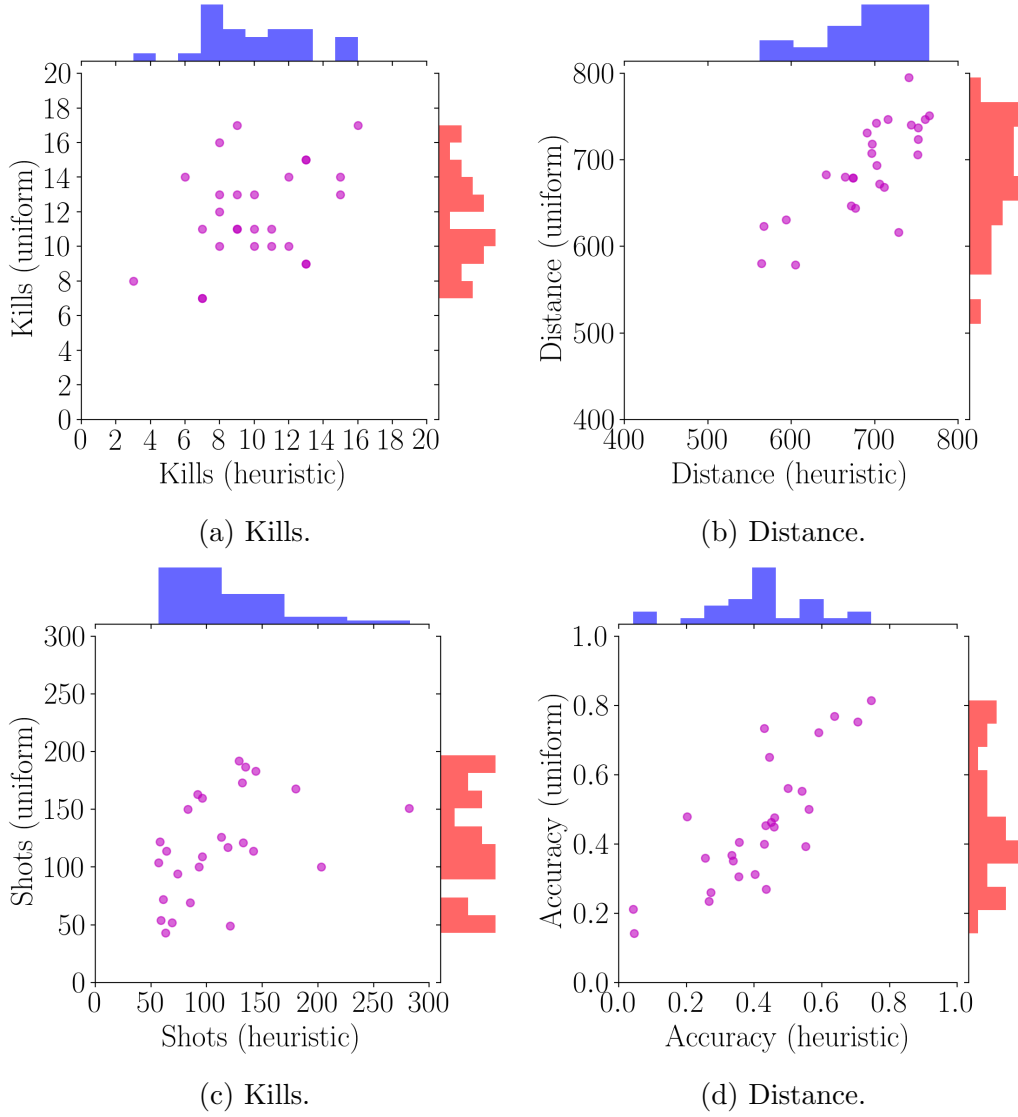 20
18
16
14
12
10
8
6
4
2
0
Kills (uniform)
0 2 4 6 8 10 12 14 16 18 20
Kills (heuristic)
(a) Kills.
800
700
600
500
400
Distance (uniform)
400 500 600 700 800
Distance (heuristic)
(b) Distance.
300
250
200
150
100
50
0
Shots (uniform)
0 50 100 150 200 250 300
Shots (heuristic)
(c) Kills.
1.0
0.8
0.6
0.4
0.2
0.0
Accuracy (uniform)
0.0 0.2 0.4 0.6 0.8 1.0
Accuracy (heuristic)
(d) Distance.